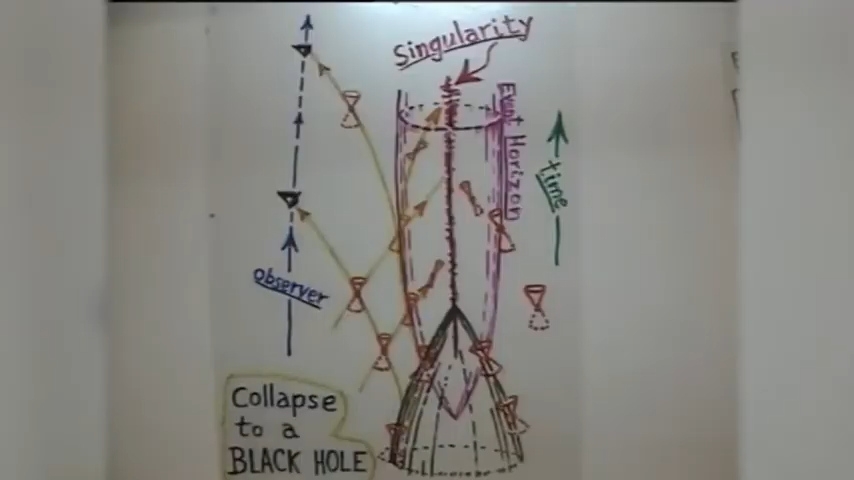 Singularity
Event Horizon
time
observer
Collapse
to a
BLACK HOLE